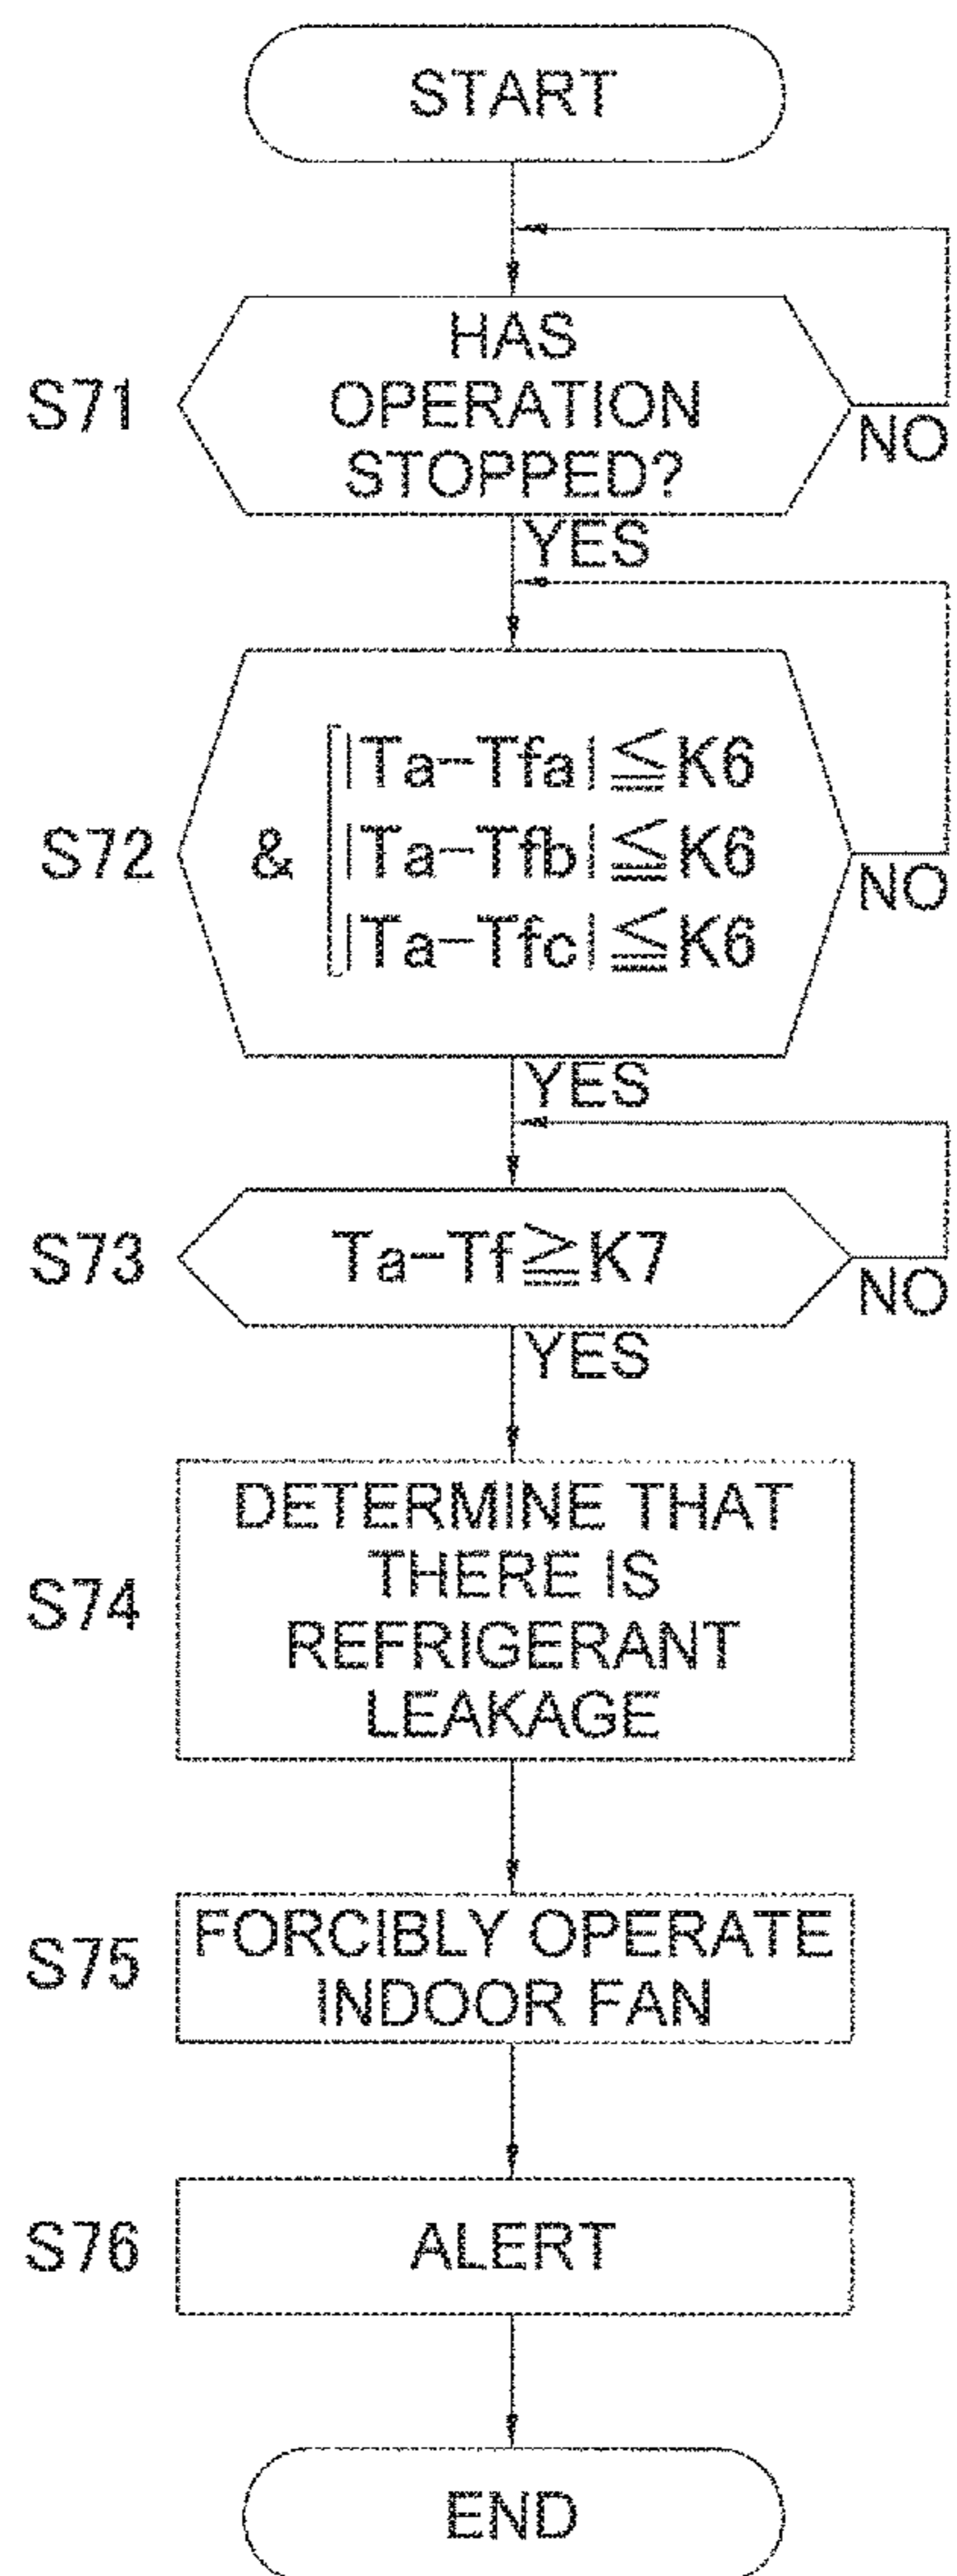 START
HAS
OPERATION
STOPPED?
S71
NO
YES
|Ta-Tfa|≦K6
S72 & |Ta-Tfb|≦K6
|Ta-Tfc|≦K6
NO
YES
S73 Ta-Tf≧K7
NO
YES
DETERMINE THAT
THERE IS
S74
REFRIGERANT
LEAKAGE
FORCIBLY OPERATE
S75
INDOOR FAN
S76 ALERT
END